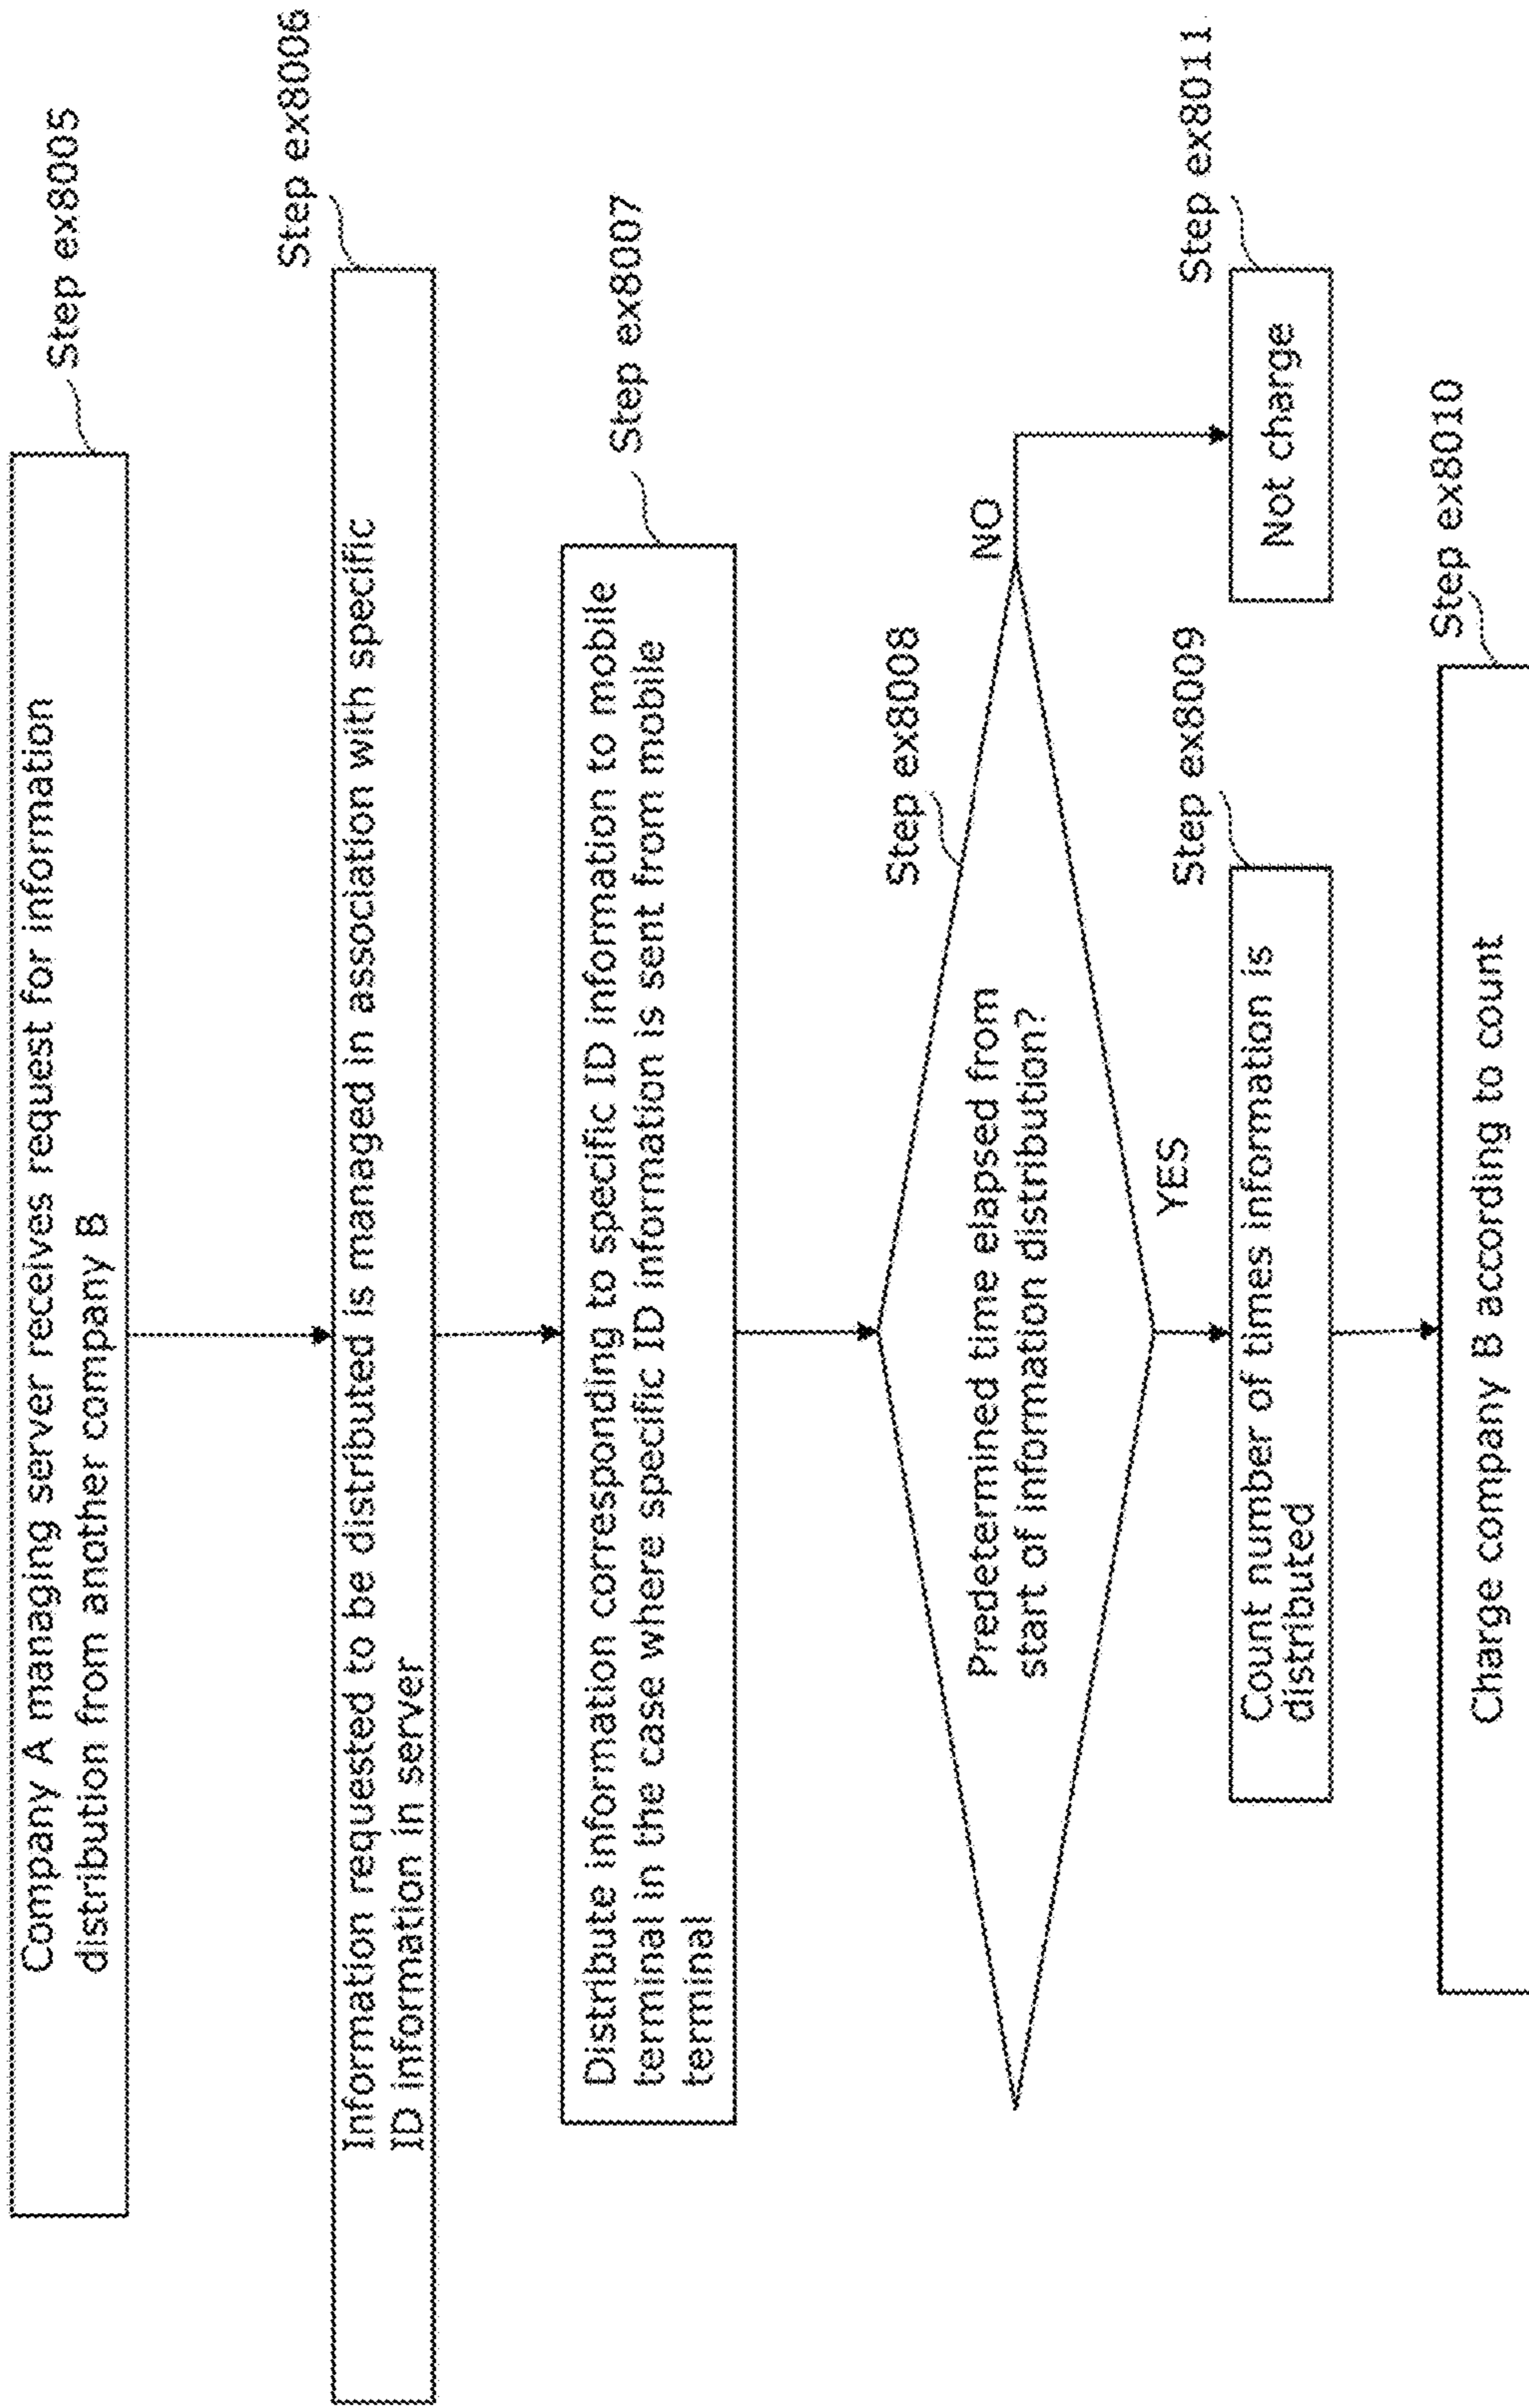 Step ex8005
Company A managing server receives request for information
distribution from another company B
Step ex8006
Information requested to be distributed is managed in association with specific
ID information in server
Step ex8007
Distribute information corresponding to specific ID information to mobile
terminal in the case where specific ID information is sent from mobile
terminal
Step ex8008
Predetermined time elapsed from
start of information distribution?
NO
YES
Step ex8009
Count number of times information is
distributed
Step ex8011
Not charge
Step ex8010
Charge company B according to count